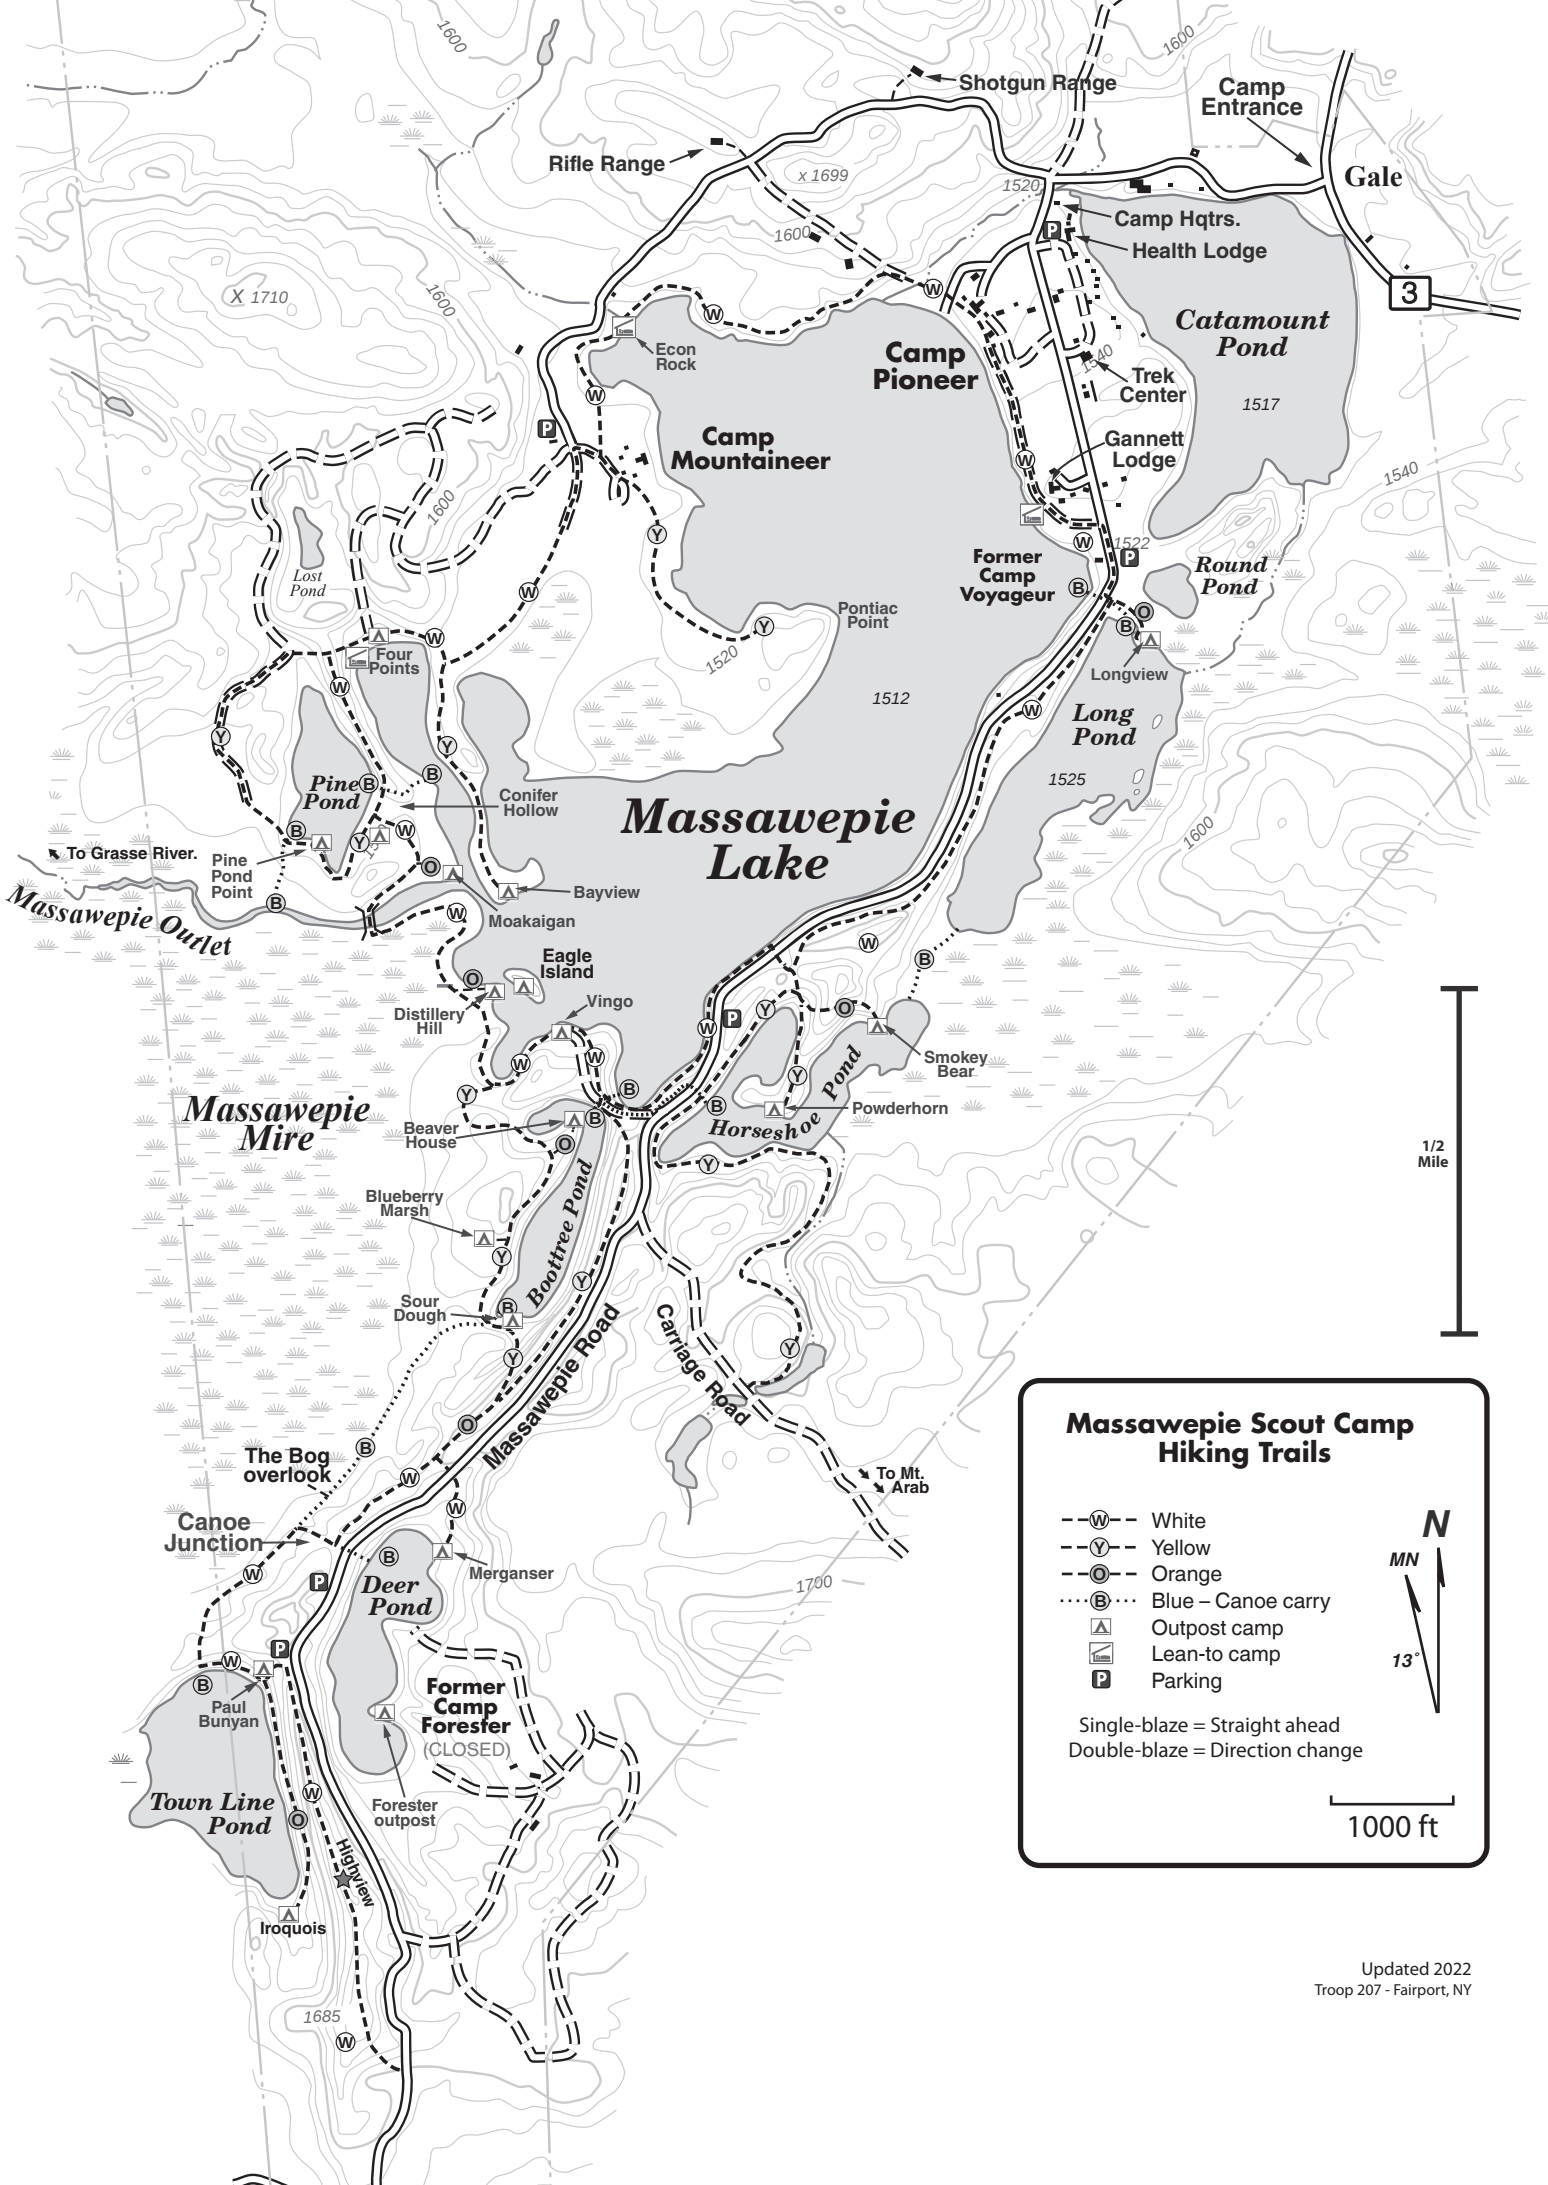 1600
1600
Shotgun Range
Camp
Entrance
Rifle Range
x 1699
1520
Gale
Camp Hqtrs.
P
Health Lodge
1600
X 1710
1600
W
W
3
Catamount
Pond
Econ
Rock
Camp
Pioneer
1540
Trek
Center
W
1517
P
Camp
Mountaineer
Gannett
Lodge
W
1540
1600
Y
W
1522
P
Lost
Pond
Former
Camp
Voyageur
Round
Pond
W
B
O
B
Pontiac
Point
Y
W
Four
Points
1520
Longview
W
1512
W
Long
Pond
Y
Y
1525
Pine
Pond
B
B
Conifer
Hollow
Massawepie
Lake
1600
B
W
Y
To Grasse River.
Pine
Pond
Point
O
Bayview
B
Massawepie Outlet
W
Moakaigan
W
Eagle
Island
B
O
Vingo
Distillery
Hill
P
Y
O
W
W
W
Smokey
Bear
Y
Y
B
Pond
Horseshoe
Powderhorn
B
Massawepie
Mire
Beaver
House
B
O
1/2
Mile
Y
Blueberry
Marsh
Y
Boottree Pond
Y
Sour
Dough
B
Massawepie Road
Carriage Road
Y
Y
O
B
The Bog
overlook
W
To Mt.
Arab
W
Canoe
Junction
B
Merganser
W
P
Deer
Pond
1700
P
W
B
Paul
Bunyan
Former
Camp
Forester
(CLOSED)
W
Town Line
Pond
O
Forester
outpost
Highview
Iroquois
1685
W
Massawepie Scout Camp
Hiking Trails
W White
Y Yellow
O Orange
B Blue – Canoe carry
Outpost camp
Lean-to camp
P Parking
N
MN
13°
Single-blaze = Straight ahead
Double-blaze = Direction change
1000 ft
Updated 2022
Troop 207 - Fairport, NY